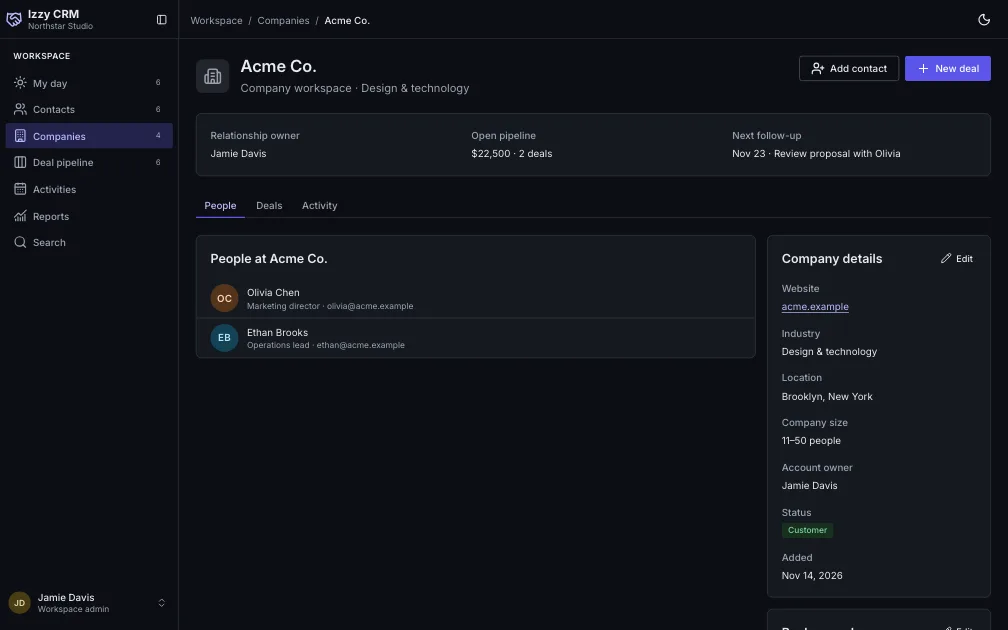 Izzy CRM
Northstar Studio
Workspace / Companies / Acme Co.
WORKSPACE
My day 6
Contacts 6
Companies 4
Deal pipeline 6
Activities
Reports
Search
Acme Co.
Company workspace · Design & technology
Add contact
New deal
Relationship owner
Jamie Davis
Open pipeline
$22,500 · 2 deals
Next follow-up
Nov 23 · Review proposal with Olivia
People Deals Activity
People at Acme Co.
OC
Olivia Chen
Marketing director · olivia@acme.example
EB
Ethan Brooks
Operations lead · ethan@acme.example
Company details
Edit
Website
acme.example
Industry
Design & technology
Location
Brooklyn, New York
Company size
11–50 people
Account owner
Jamie Davis
Status
Customer
Added
Nov 14, 2026
Edit
JD
Jamie Davis
Workspace admin